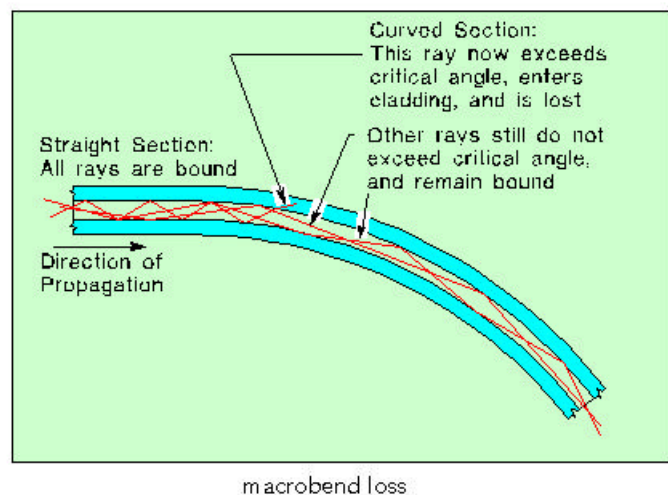 Curved Section:
This ray now exceeds
critical angle, enters
cladding, and is lost
Straight Section:
All rays are bound
Other rays still do not
exceed critical angle,
and remain bound
Direction of
Propagation
macrobend loss